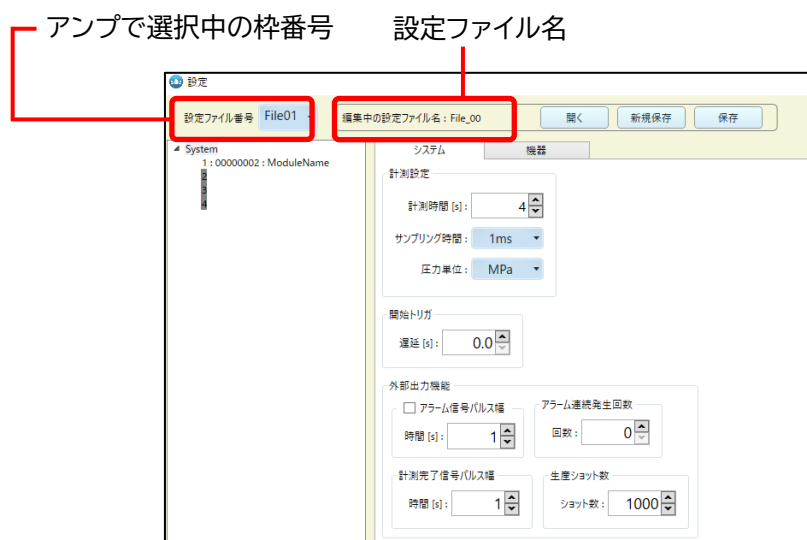 アンプで選択中の枠番号
設定ファイル名
設定
設定ファイル番号 File01
編集中の設定ファイル名 : File_00
開く 新規保存 保存
System
1 : 00000002 : ModuleName
2
3
4
システム 機器
計測設定
計測時間 [s] : 4
サンプリング時間 : 1ms
圧力単位 : MPa
開始トリガ
遅延 [s] : 0.0
外部出力機能
アラーム信号パルス幅
時間 [s] : 1
アラーム連続発生回数
回数 : 0
計測完了信号パルス幅
時間 [s] : 1
生産ショット数
ショット数 : 1000